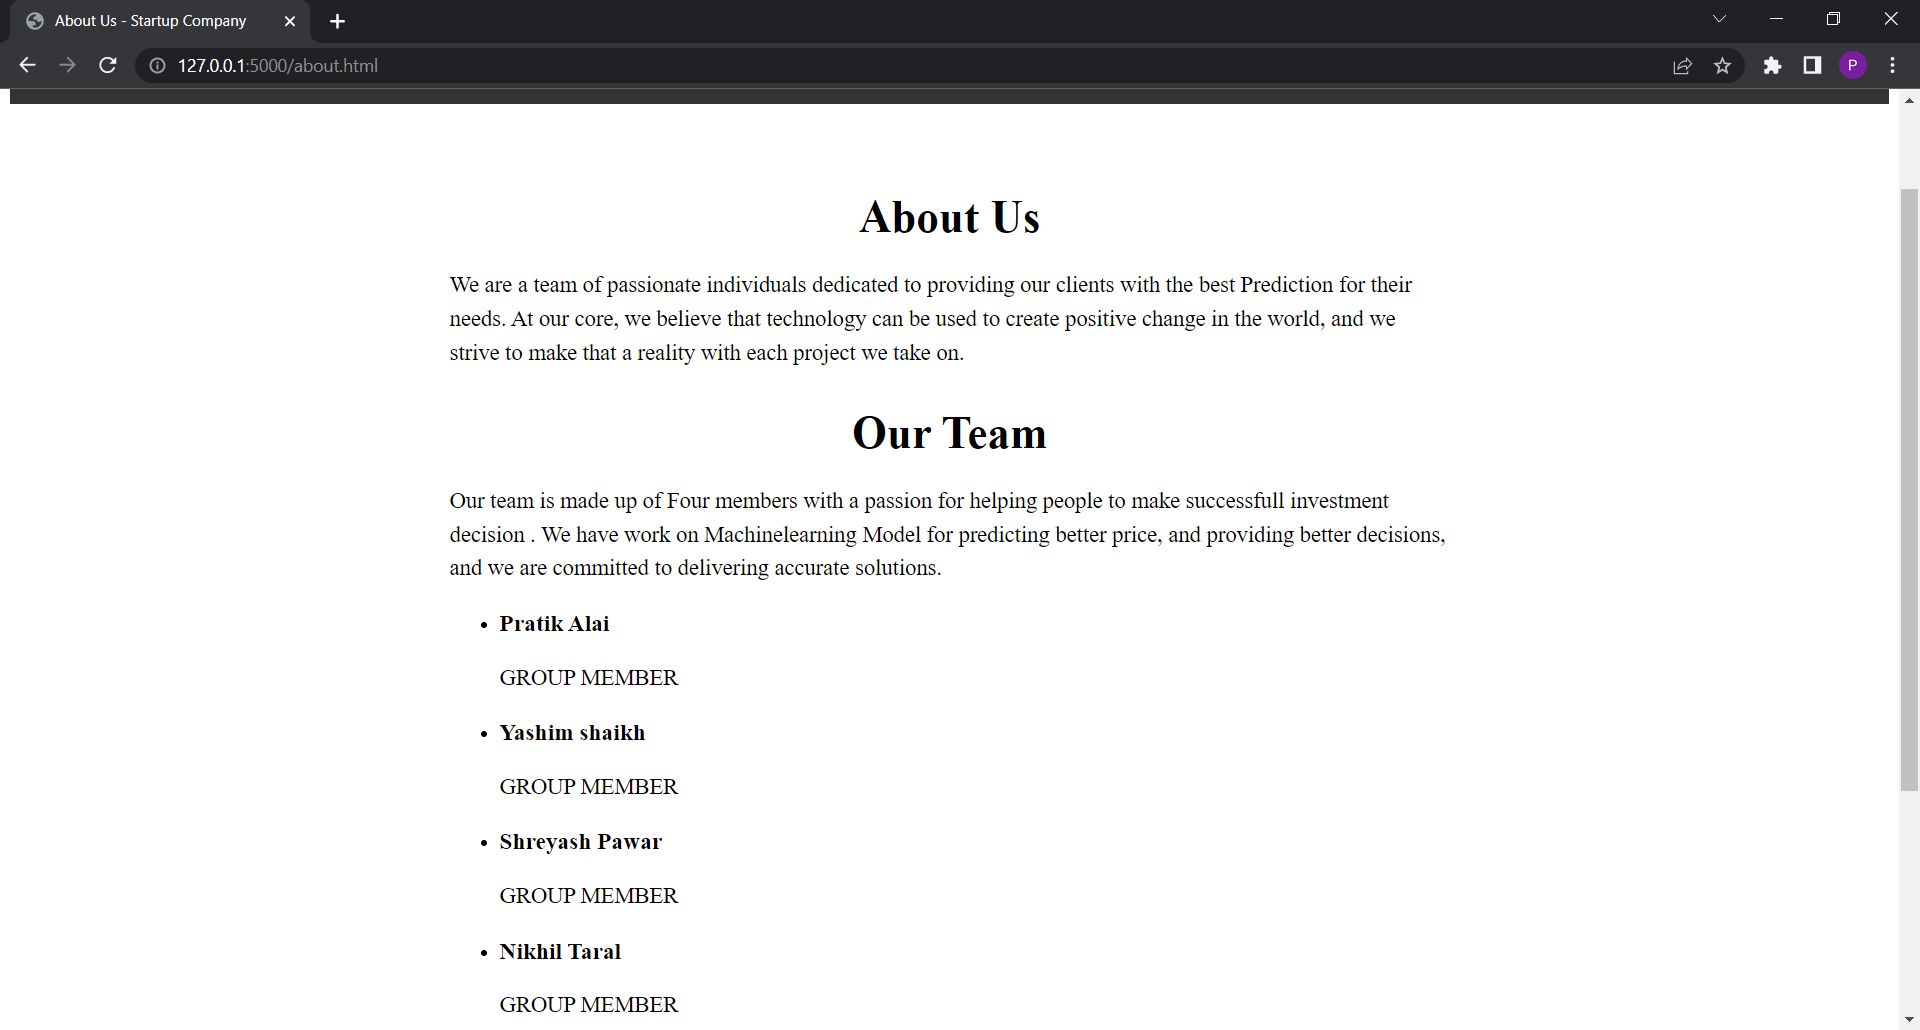 About Us - Startup Company
127.0.0.1:5000/about.html
P
About Us
We are a team of passionate individuals dedicated to providing our clients with the best Prediction for their
needs. At our core, we believe that technology can be used to create positive change in the world, and we
strive to make that a reality with each project we take on.
Our Team
Our team is made up of Four members with a passion for helping people to make successfull investment
decision . We have work on Machinelearning Model for predicting better price, and providing better decisions,
and we are committed to delivering accurate solutions.
• Pratik Alai
GROUP MEMBER
• Yashim shaikh
GROUP MEMBER
• Shreyash Pawar
GROUP MEMBER
• Nikhil Taral
GROUP MEMBER